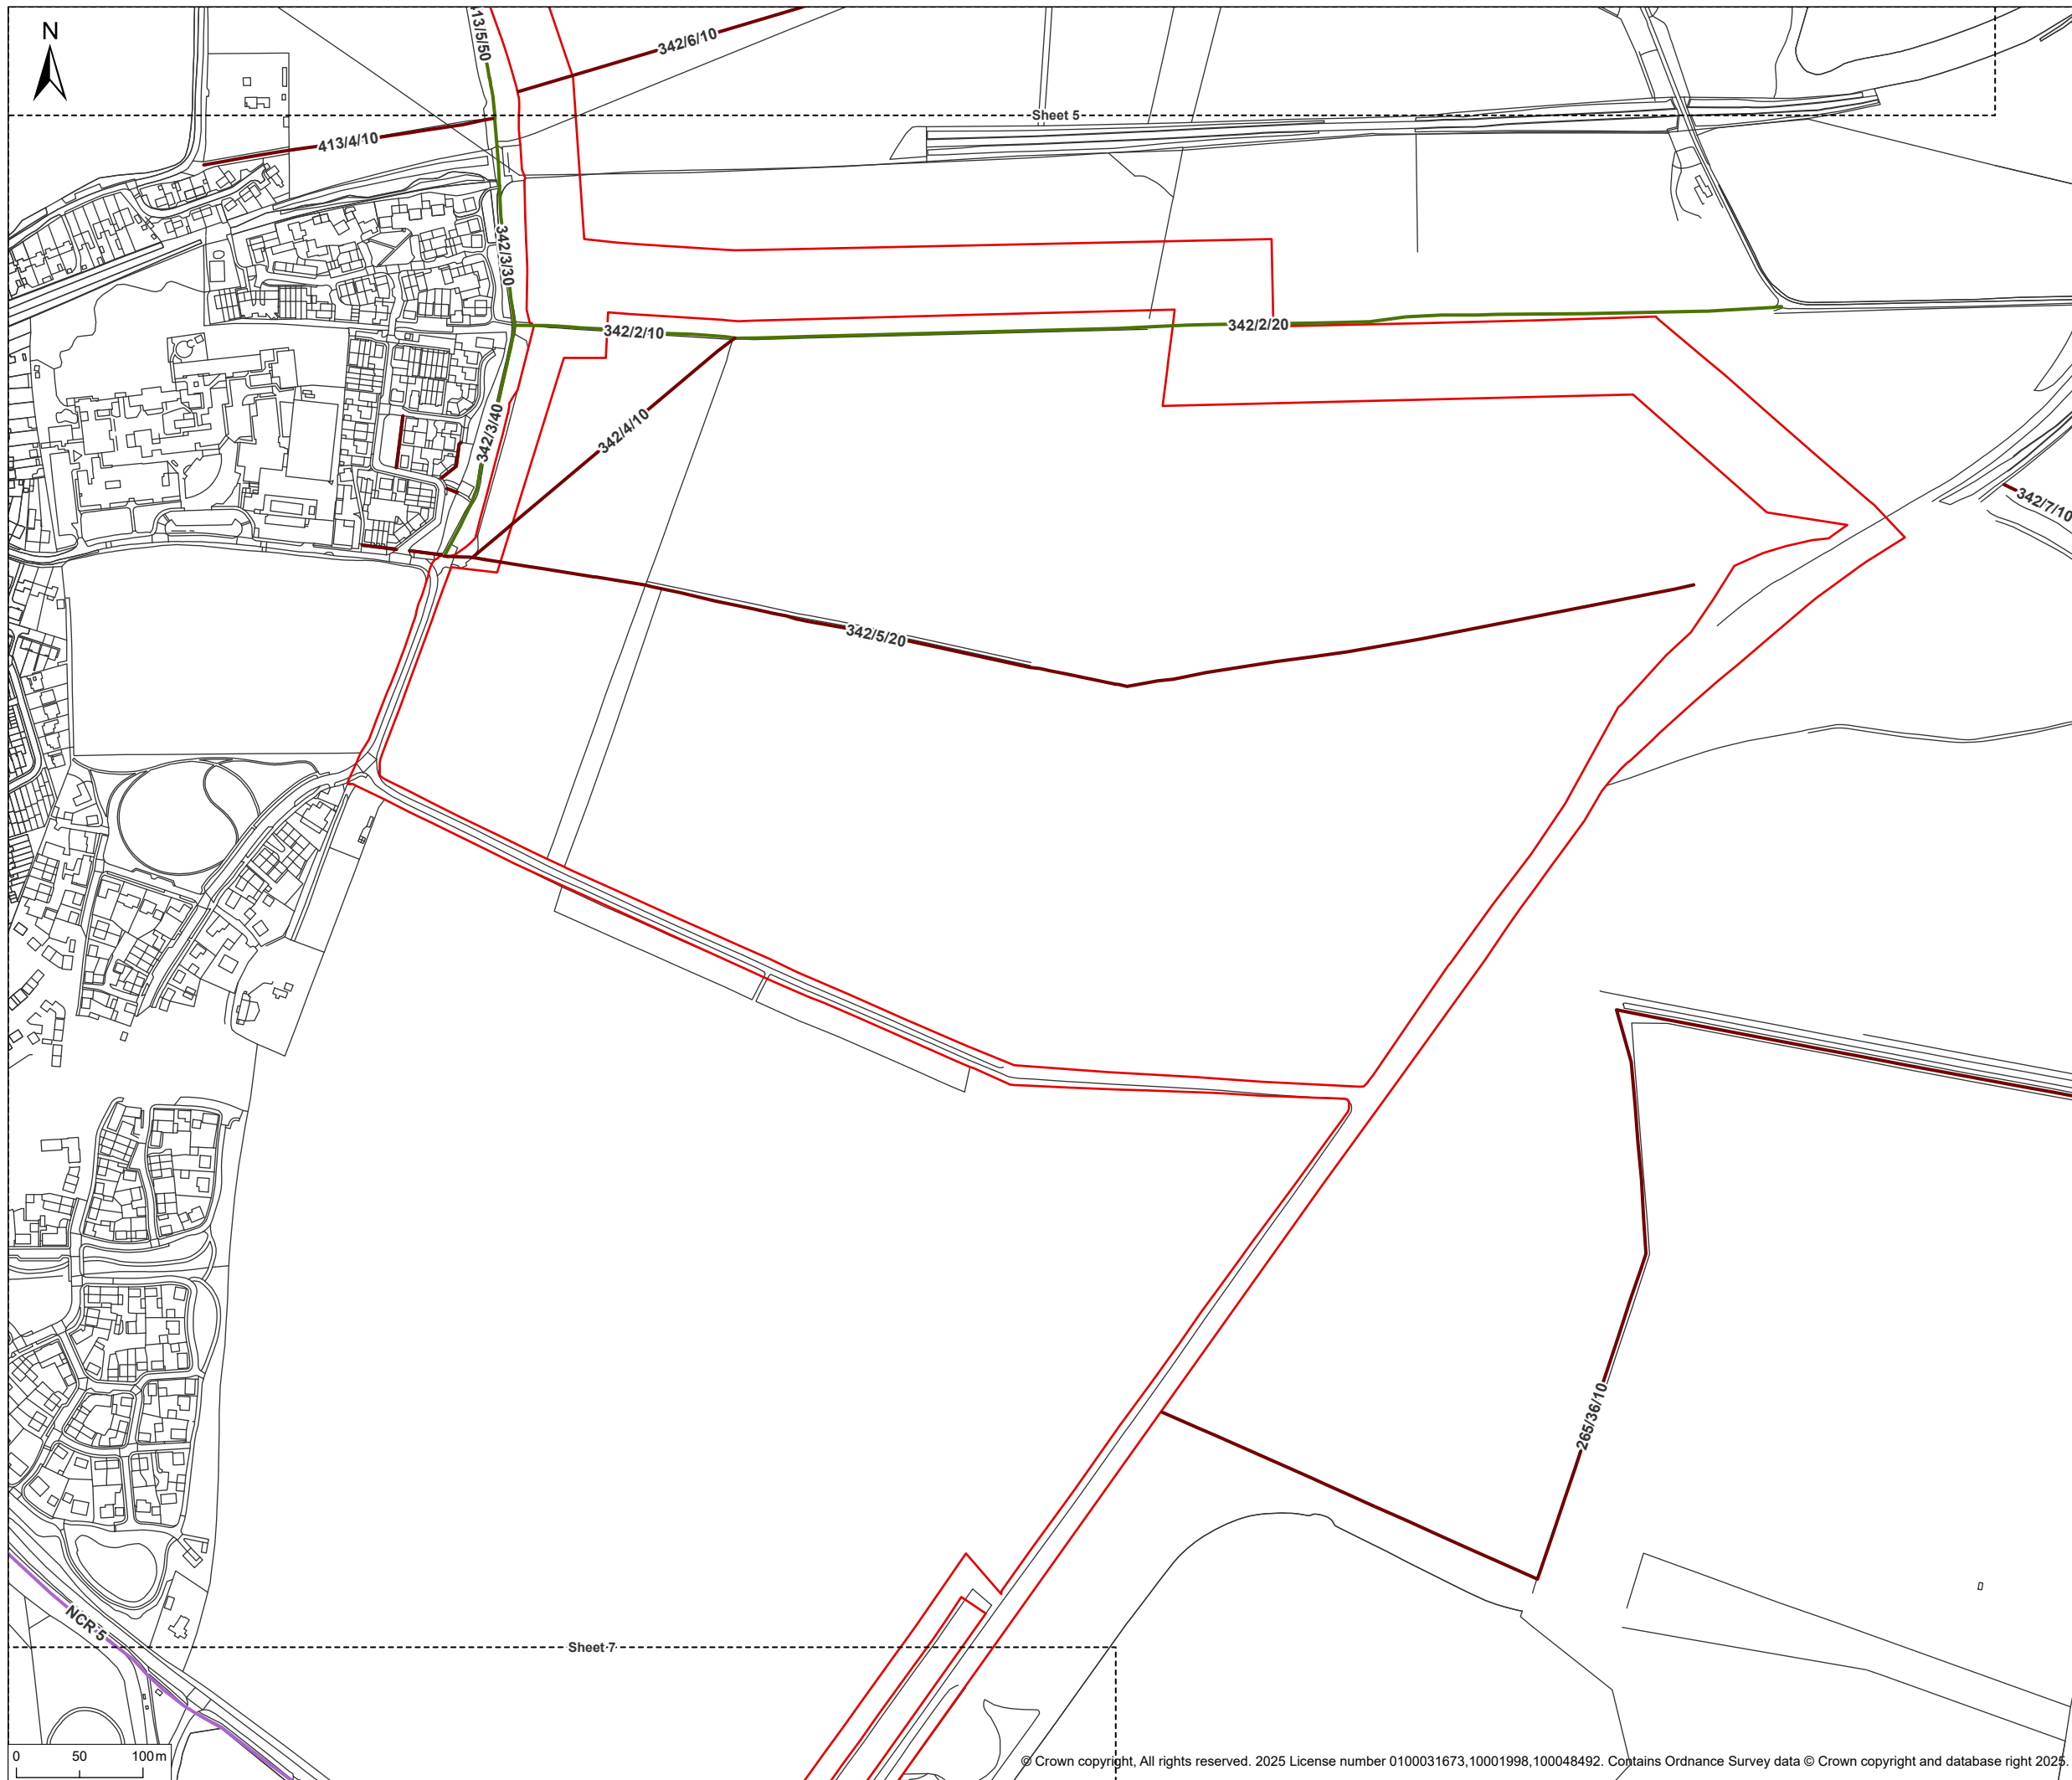 N
413/5/50
342/6/10
Sheet 5
413/4/10
342/3/30
342/2/10
342/2/20
342/3/40
342/4/10
342/7/10
342/5/20
265/36/10
NCR 5
Sheet 7
0 50 100 m
© Crown copyright, All rights reserved. 2025 License number 0100031673,10001998,100048492. Contains Ordnance Survey data © Crown copyright and database right 2025.